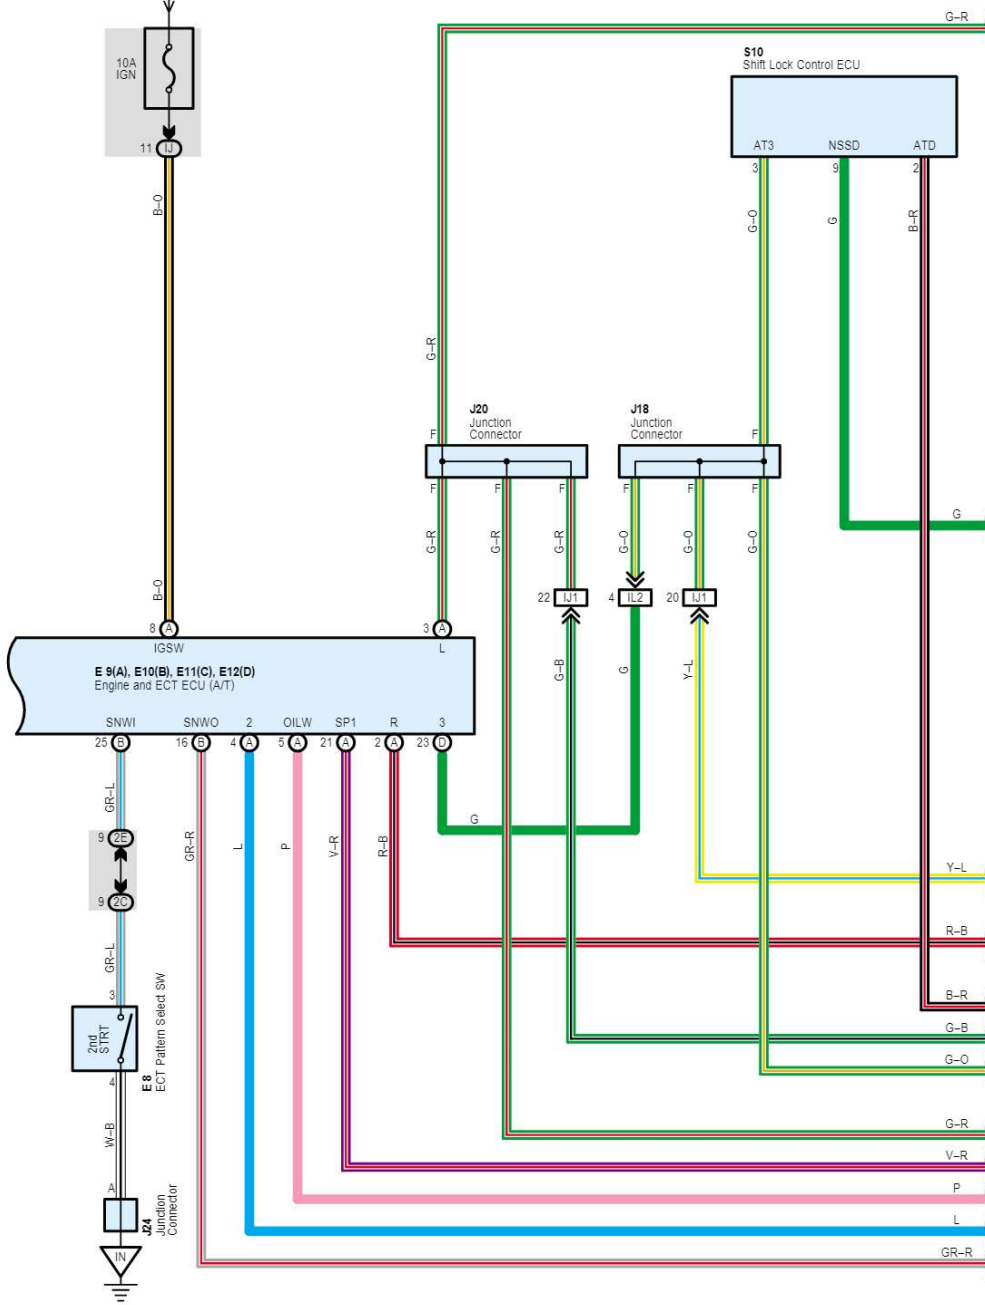 G–R
S10
Shift Lock Control ECU
10A
IGN
11 IJ
AT3 NSSD ATD
3 9 2
B–O
G–O
G
B–R
G–R
J20
Junction
Connector
J18
Junction
Connector
F F
F F F F F F
G
G–R
G–R
G–R
G–O
G–O
G–O
B–O
22 IJ1 4 IL2 20 IJ1
8 A 3 A
IGSW L
E 9(A), E10(B), E11(C), E12(D)
Engine and ECT ECU (A/T)
G–B
G
Y–L
SNWI SNWO 2 OILW SP1 R 3
25 B 16 B 4 A 5 A 21 A 2 A 23 D
GR–L
G
9 2E
GR–R
L
P
V–R
R–B
Y–L
9 2C
R–B
GR–L
3
B–R
2nd
STRT
E 8
ECT Pattern Select SW
G–B
G–O
4
W–B
G–R
V–R
A
P
J24
Junction
Connector
L
IN
GR–R